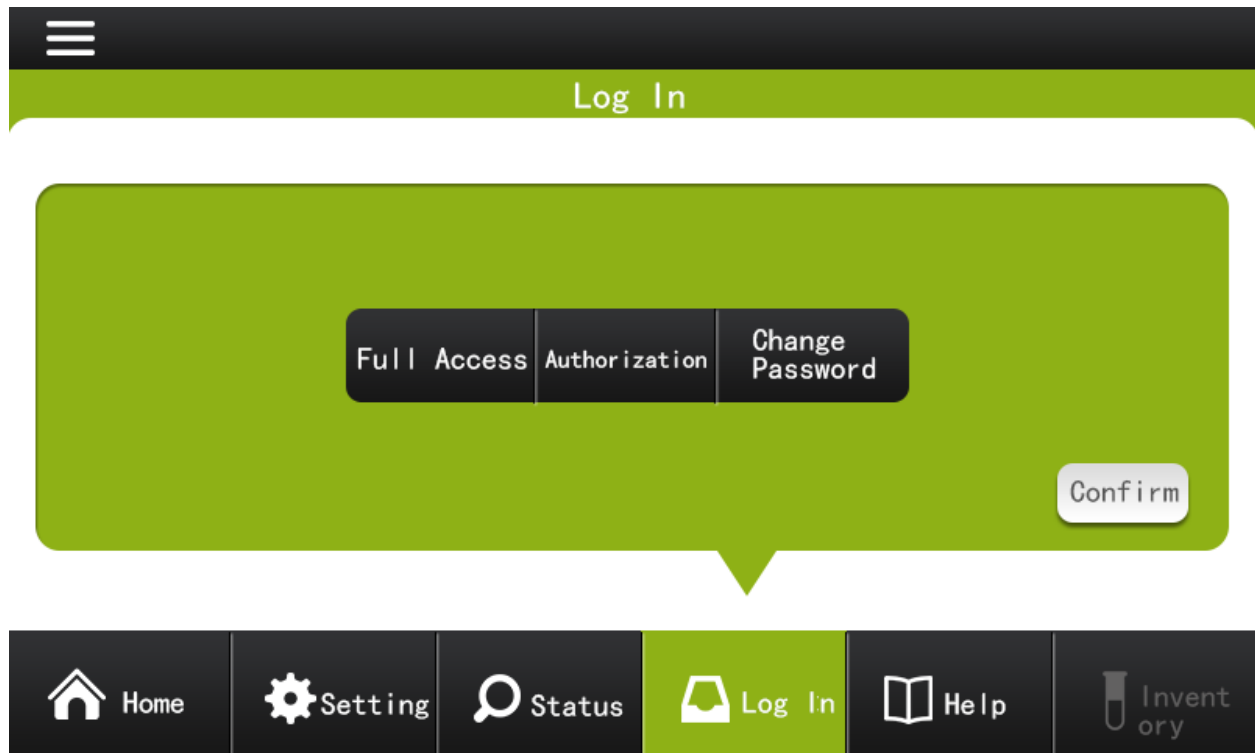 Log In
Full Access
Authorization
Change
Password
Confirm
Home
Setting
Status
Log In
Help
Invent
ory